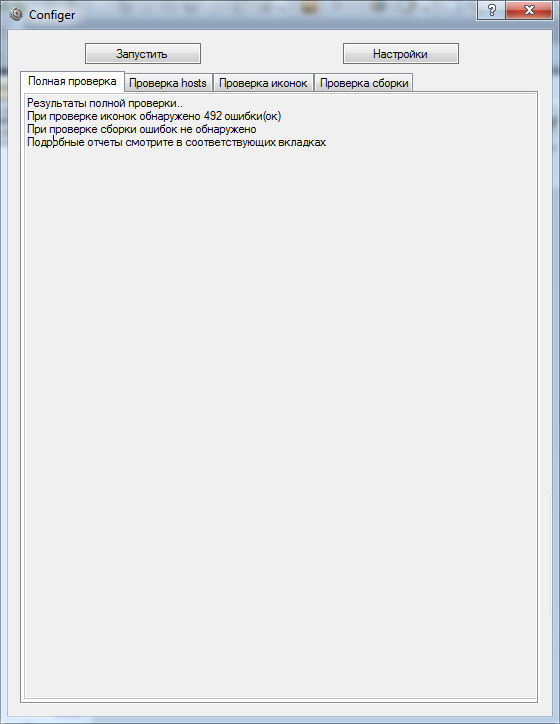 Configer
?
Запустить
Настройки
Полная проверка
Проверка hosts
Проверка иконок
Проверка сборки
Результаты полной проверки..
При проверке иконок обнаружено 492 ошибки(ок)
При проверке сборки ошибок не обнаружено
Подробные отчеты смотрите в соответствующих вкладках